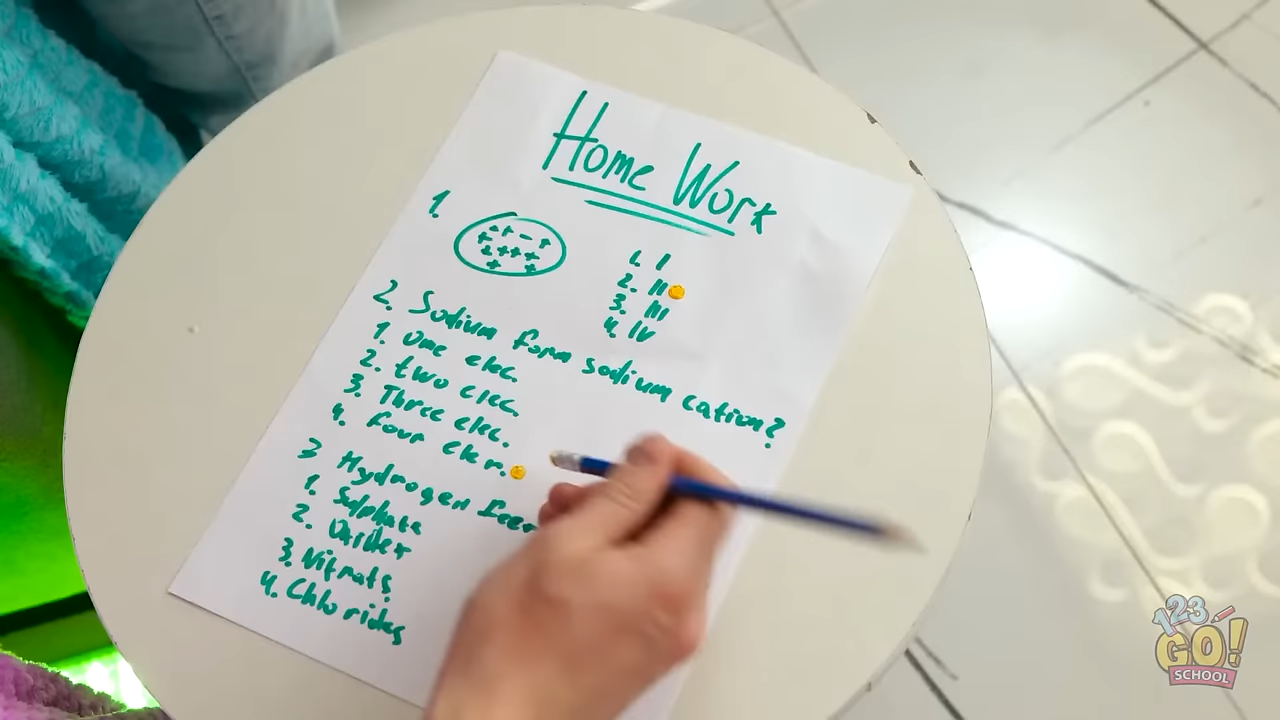 Home Work
1.
1. I
2. II
3. III
4. IV
2. Sodium form sodium cation?
1. one elec.
2. two elec.
3. Three elec.
4. four
3 Hydrogen
1. Sulphate
2.
3. Nitrats
4. Chlorides
123
GO!
SCHOOL